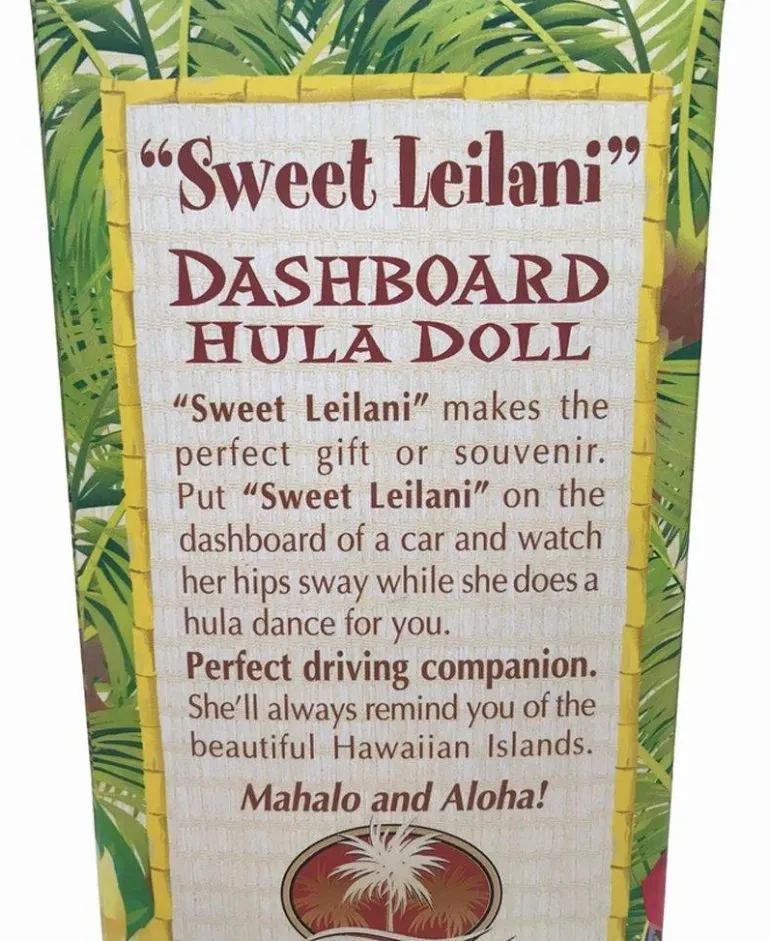 “Sweet Leilani”
DASHBOARD
HULA DOLL
“Sweet Leilani” makes the
perfect gift or souvenir.
Put “Sweet Leilani” on the
dashboard of a car and watch
her hips sway while she does a
hula dance for you.
Perfect driving companion.
She’ll always remind you of the
beautiful Hawaiian Islands.
Mahalo and Aloha!